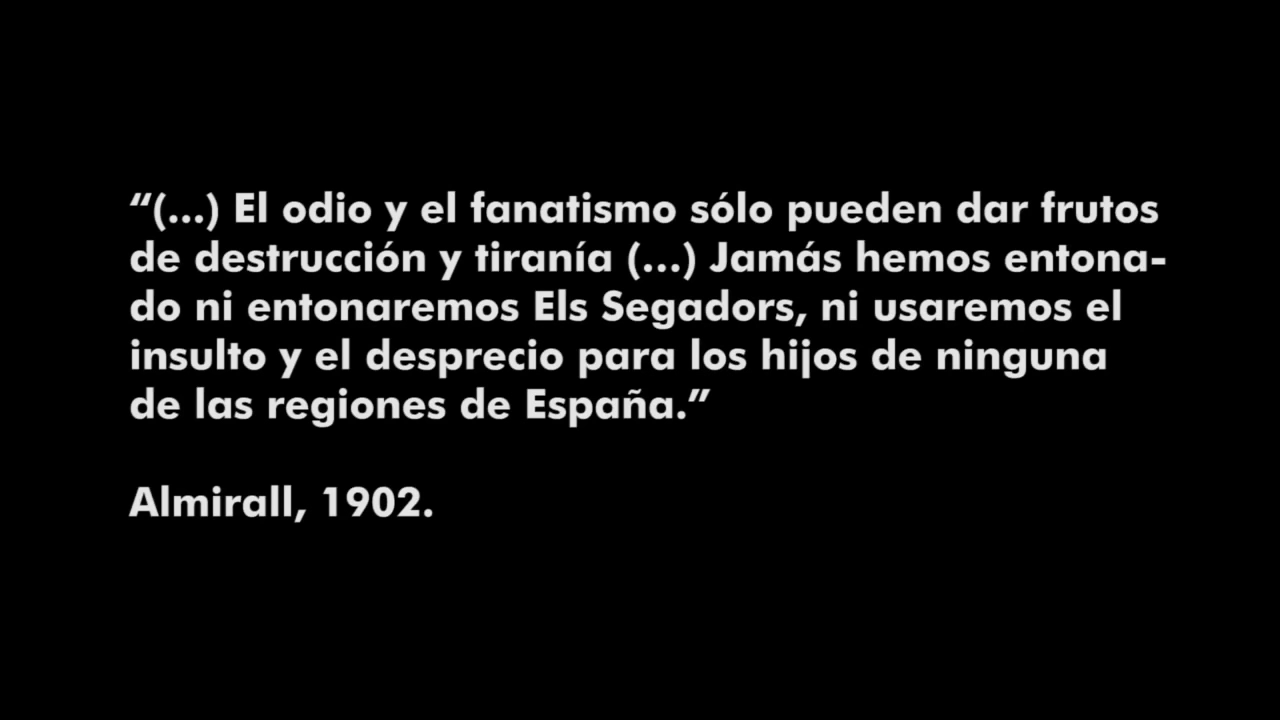 “(...) El odio y el fanatismo sólo pueden dar frutos
de destrucción y tiranía (...) Jamás hemos entona-
do ni entonaremos Els Segadors, ni usaremos el
insulto y el desprecio para los hijos de ninguna
de las regiones de España.”
Almirall, 1902.